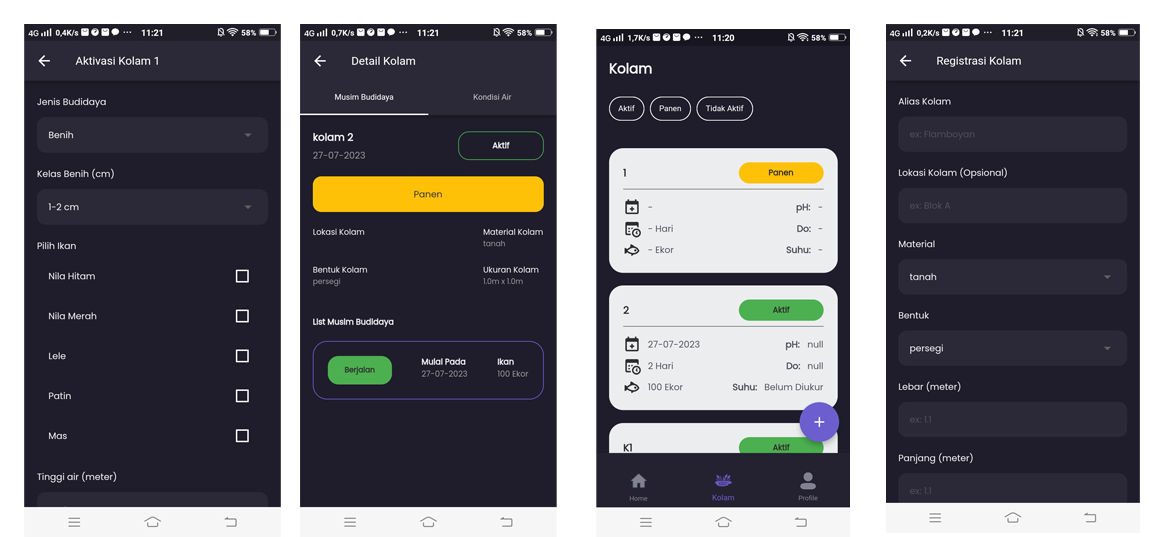 4G 0,4K/s ··· 11:21 58%
Aktivasi Kolam 1
Jenis Budidaya
Benih
Kelas Benih (cm)
1-2 cm
Pilih Ikan
Nila Hitam
Nila Merah
Lele
Patin
Mas
Tinggi air (meter)
4G 0,7K/s ··· 11:21 58%
Detail Kolam
Musim Budidaya Kondisi Air
kolam 2
27-07-2023
Aktif
Panen
Lokasi Kolam Material Kolam
tanah
Bentuk Kolam Ukuran Kolam
persegi 1.0m x 1.0m
List Musim Budidaya
Berjalan
Mulai Pada Ikan
27-07-2023 100 Ekor
4G 1,7K/s ··· 11:20 58%
Kolam
Aktif Panen Tidak Aktif
1 Panen
- pH: -
- Hari Do: -
- Ekor Suhu: -
2 Aktif
27-07-2023 pH: null
2 Hari Do: null
100 Ekor Suhu: Belum Diukur
+
K1 Aktif
Home Kolam Profile
4G 0,2K/s ··· 11:21 58%
Registrasi Kolam
Alias Kolam
ex: Flamboyan
Lokasi Kolam (Opsional)
ex: Blok A
Material
tanah
Bentuk
persegi
Lebar (meter)
ex: 1,1
Panjang (meter)
ex: 1,1